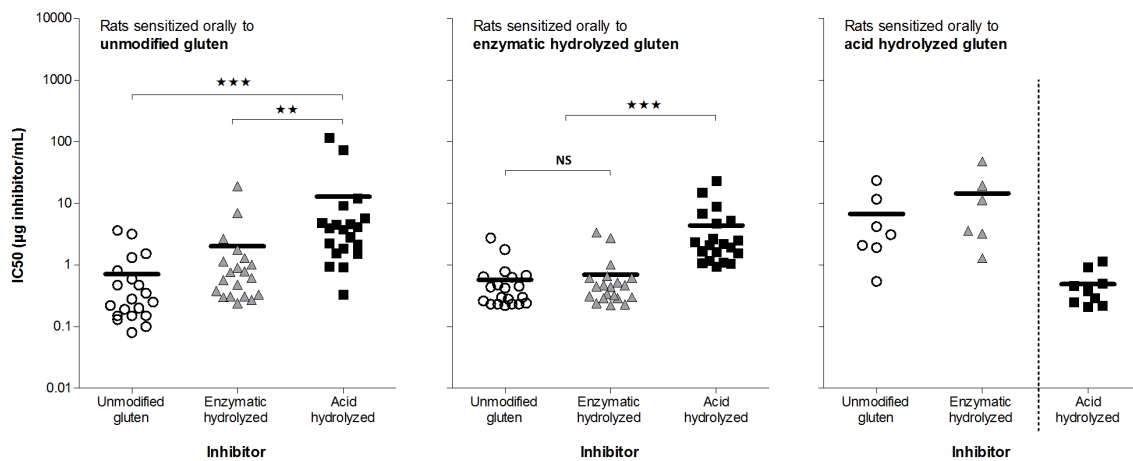 Rats sensitized orally to
unmodified gluten
Rats sensitized orally to
enzymatic hydrolyzed gluten
Rats sensitized orally to
acid hydrolyzed gluten
IC50 (µg inhibitor/mL)
10000
1000
100
10
1
0.1
0.01
★★★
★★
★★★
NS
Unmodified
gluten
Enzymatic
hydrolyzed
Acid
hydrolyzed
Inhibitor
Unmodified
gluten
Enzymatic
hydrolyzed
Acid
hydrolyzed
Inhibitor
Unmodified
gluten
Enzymatic
hydrolyzed
Acid
hydrolyzed
Inhibitor